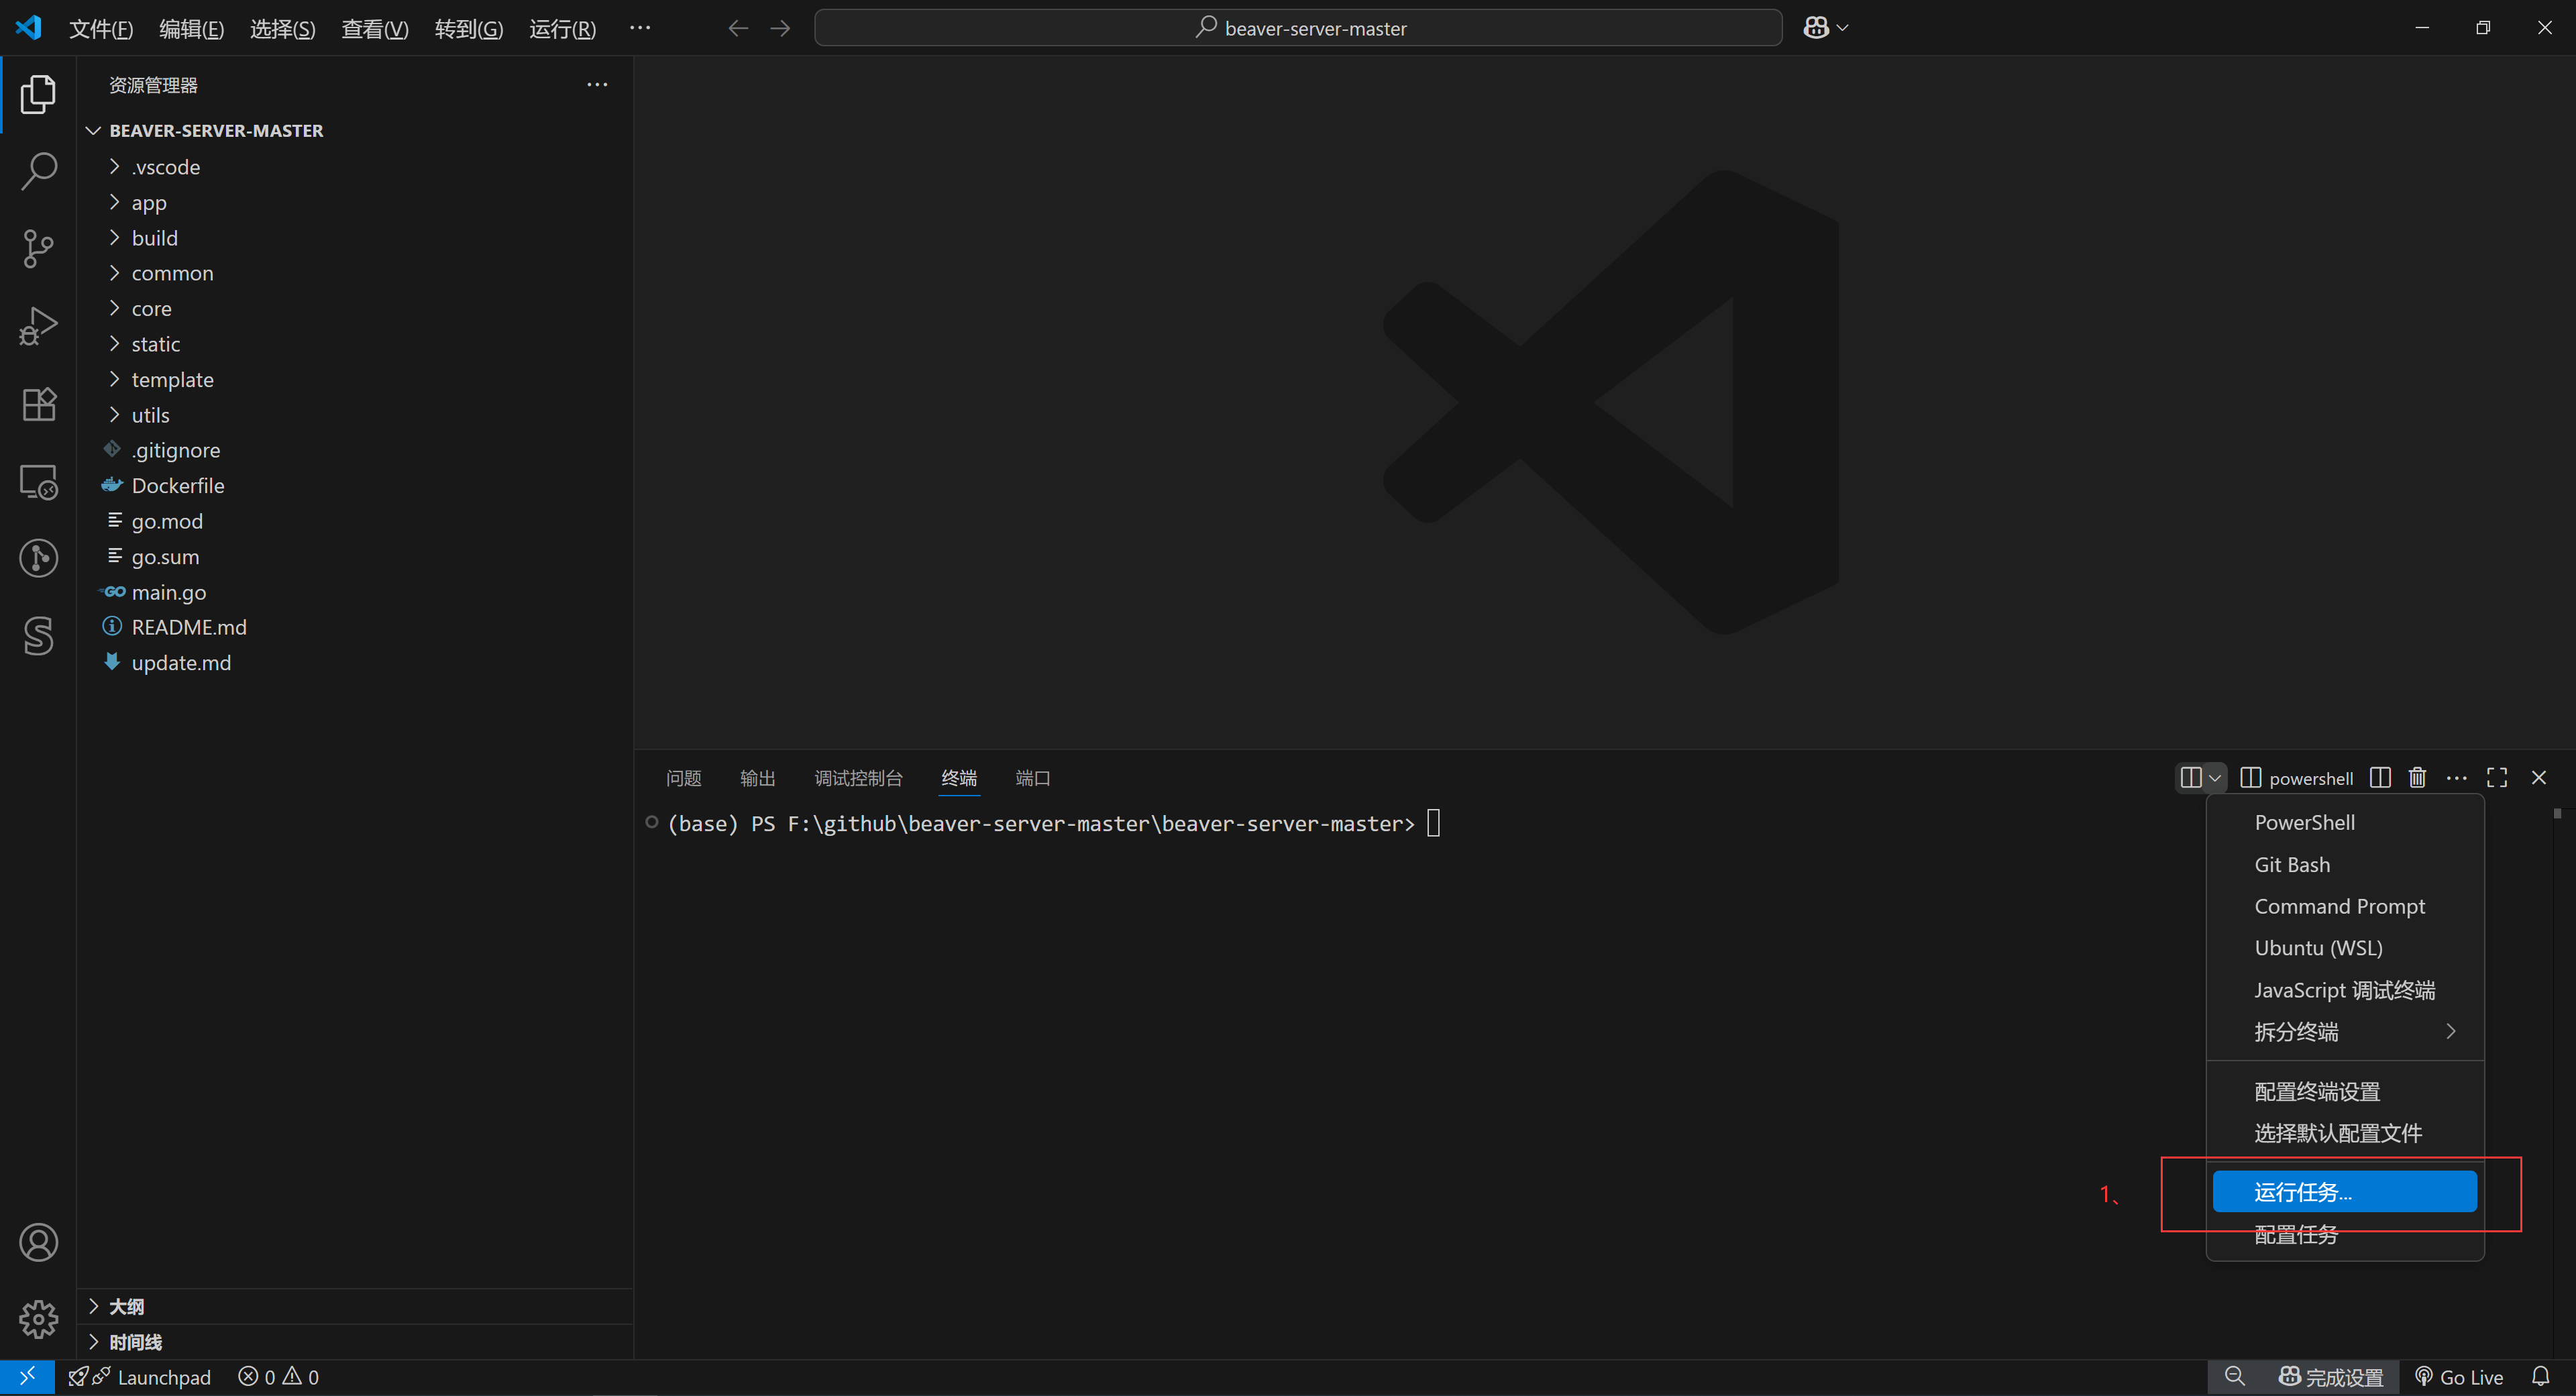 文件(F) 编辑(E) 选择(S) 查看(V) 转到(G) 运行(R) ···
beaver-server-master
资源管理器
BEAVER-SERVER-MASTER
.vscode
app
build
common
core
static
template
utils
.gitignore
Dockerfile
go.mod
go.sum
GO main.go
README.md
update.md
大纲
时间线
问题 输出 调试控制台 终端 端口
powershell
(base) PS F:\github\beaver-server-master\beaver-server-master>
PowerShell
Git Bash
Command Prompt
Ubuntu (WSL)
JavaScript 调试终端
拆分终端
配置终端设置
选择默认配置文件
1、
运行任务...
配置任务
Launchpad 0 0
完成设置 Go Live